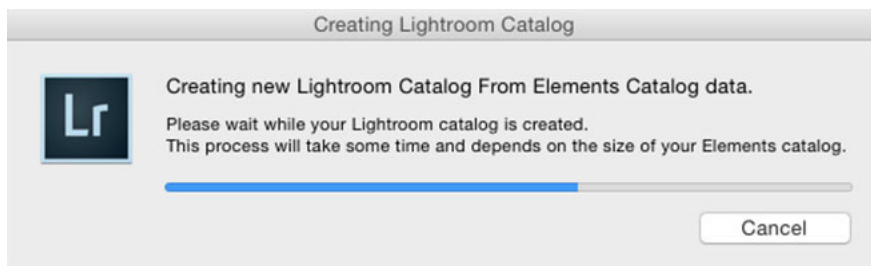 Creating Lightroom Catalog
Lr
Creating new Lightroom Catalog From Elements Catalog data.
Please wait while your Lightroom catalog is created.
This process will take some time and depends on the size of your Elements catalog.
Cancel